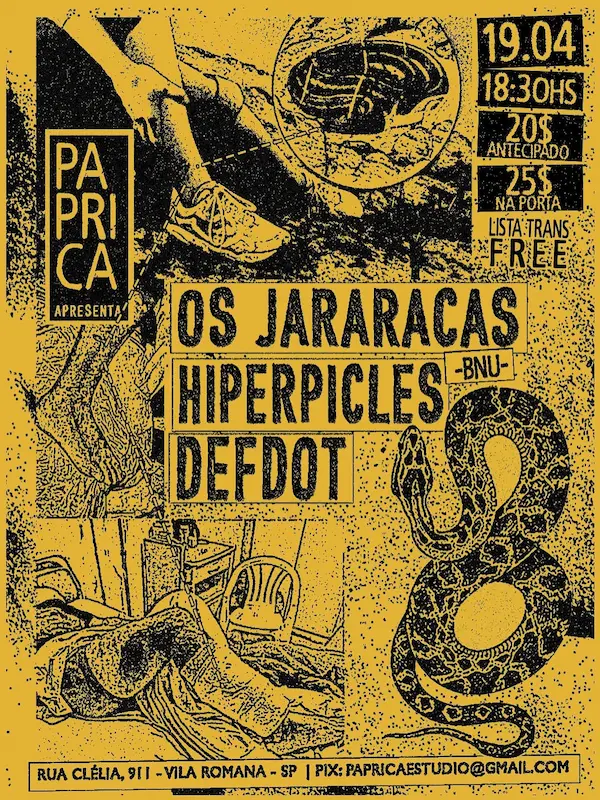 19.04
18:30HS
20$
ANTECIPADO
25$
NA PORTA
LISTA TRANS
FREE
PA
PRI
CA
APRESENTA
OS JARARACAS
-BNU-
HIPERPICLES
DEFDOT
RUA CLÉLIA, 911 - VILA ROMANA - SP | PIX: PAPRICAESTUDIO@GMAIL.COM